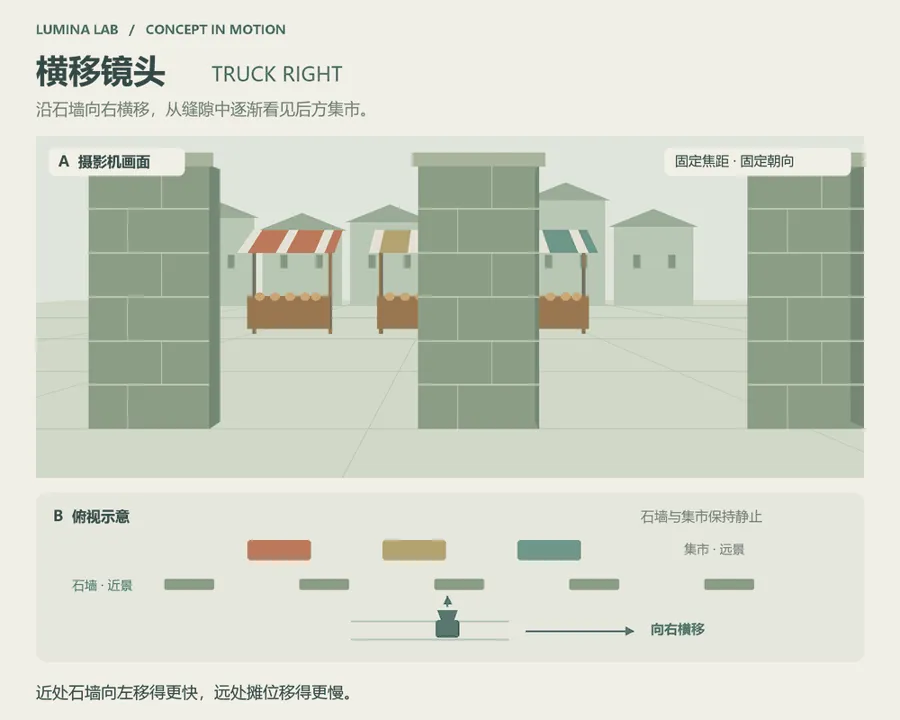 LUMINA LAB / CONCEPT IN MOTION
横移镜头 TRUCK RIGHT
沿石墙向右横移，从缝隙中逐渐看见后方集市。
A 摄影机画面
固定焦距 · 固定朝向
B 俯视示意
石墙与集市保持静止
集市 · 远景
石墙 · 近景
向右横移
近处石墙向左移得更快，远处摊位移得更慢。